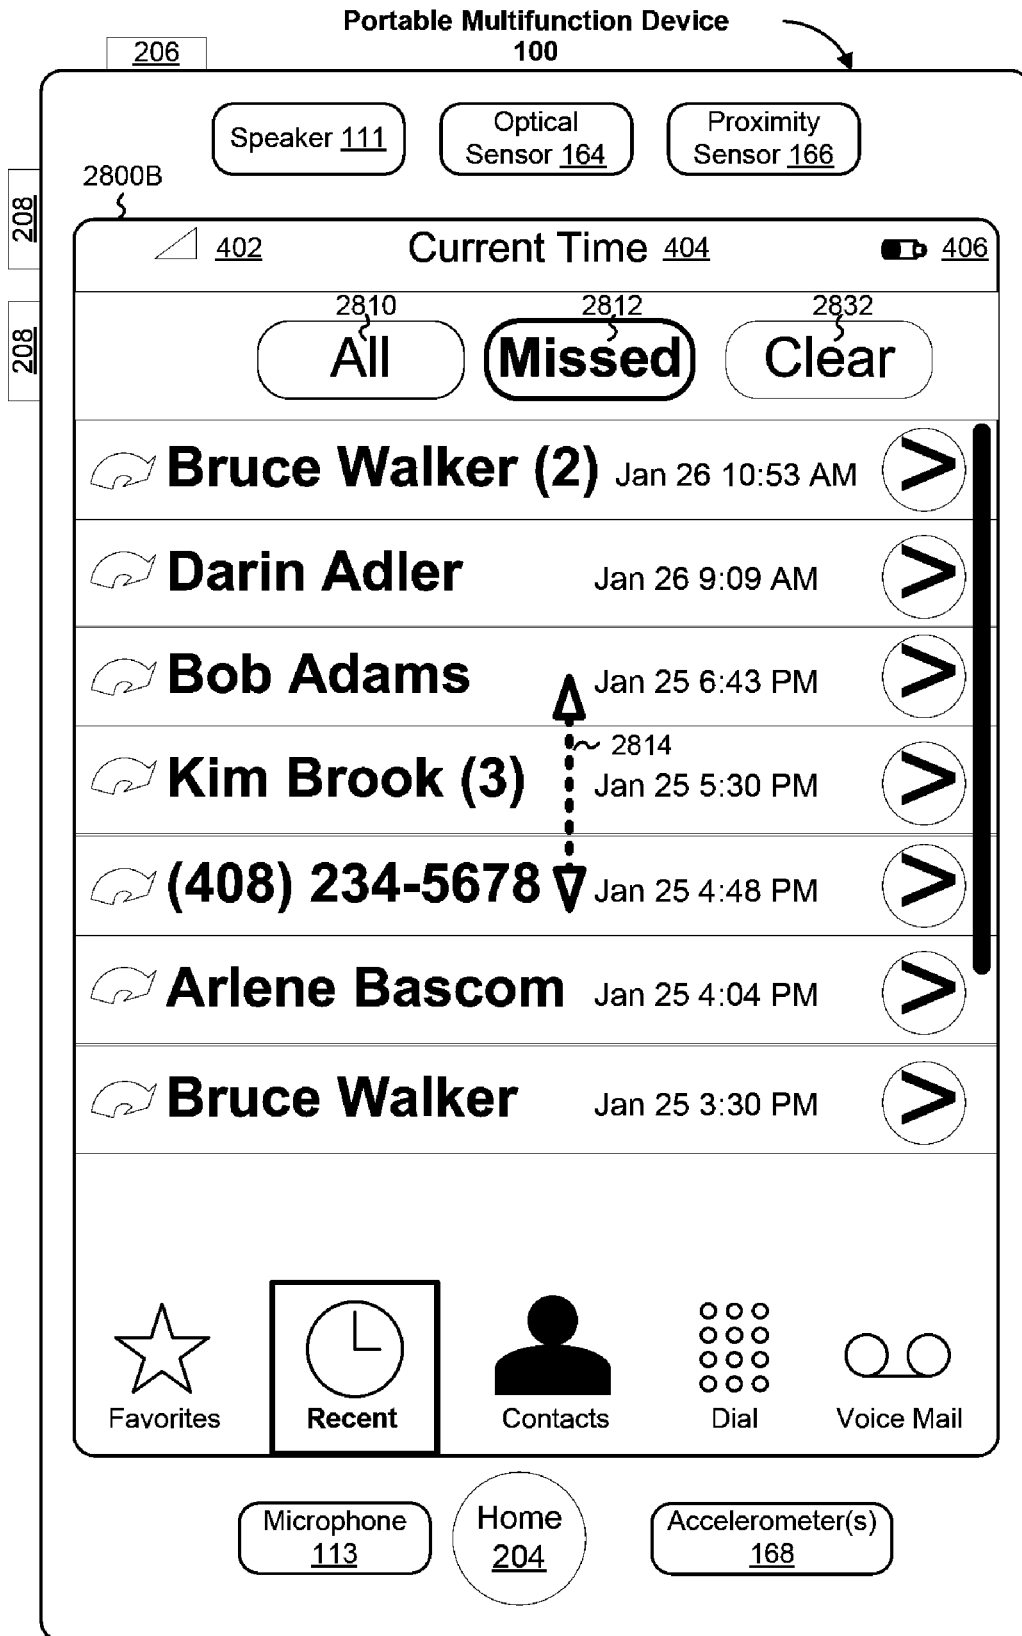 Portable Multifunction Device
100
206
Speaker 111
Optical
Sensor 164
Proximity
Sensor 166
2800B
208
208
402 Current Time 404 406
2810 2812 2832
All Missed Clear
Bruce Walker (2) Jan 26 10:53 AM >
Darin Adler Jan 26 9:09 AM >
Bob Adams Jan 25 6:43 PM >
2814
Kim Brook (3) Jan 25 5:30 PM >
(408) 234-5678 Jan 25 4:48 PM >
Arlene Bascom Jan 25 4:04 PM >
Bruce Walker Jan 25 3:30 PM >
Favorites Recent Contacts Dial Voice Mail
Microphone
113
Home
204
Accelerometer(s)
168